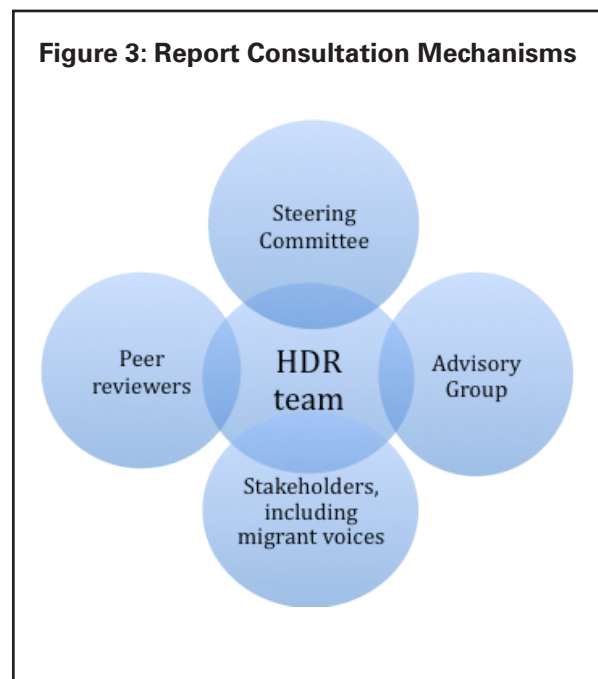 Figure 3: Report Consultation Mechanisms
Steering
Committee
Peer
reviewers
HDR
team
Advisory
Group
Stakeholders,
including
migrant voices